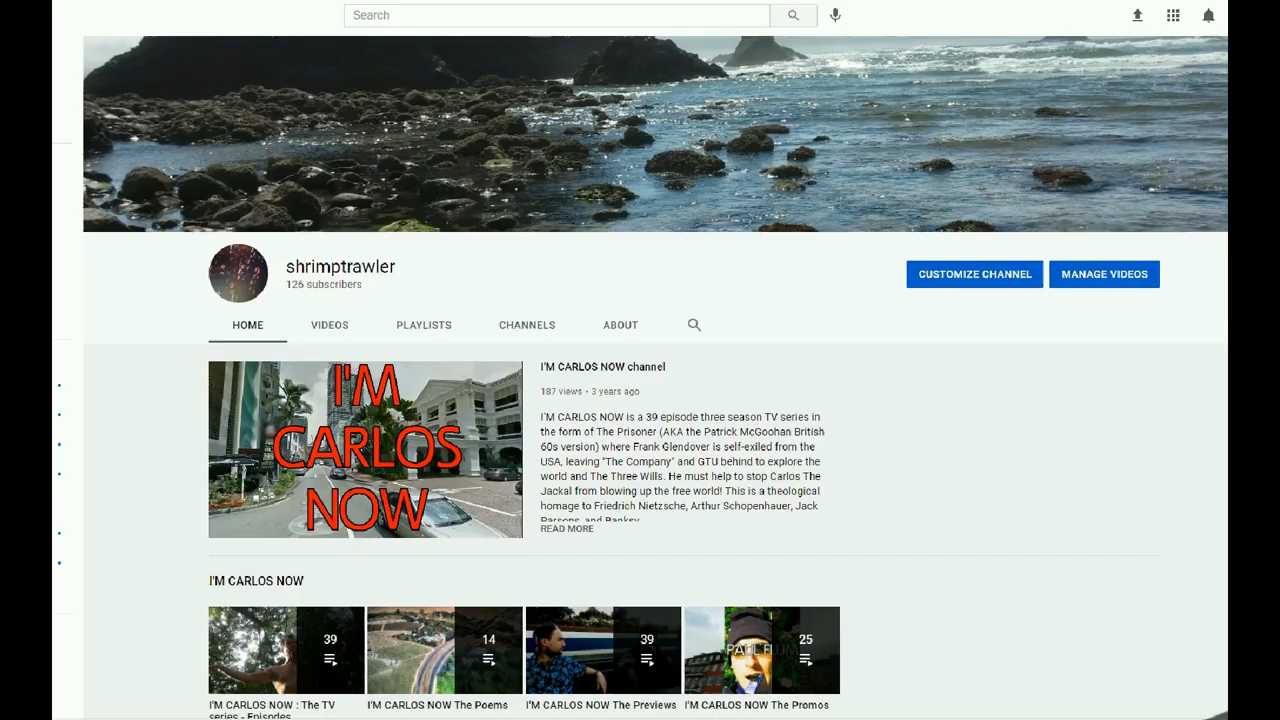 Search
shrimptrawler
126 subscribers
CUSTOMIZE CHANNEL
MANAGE VIDEOS
HOME
VIDEOS
PLAYLISTS
CHANNELS
ABOUT
I'M
CARLOS
NOW
I'M CARLOS NOW channel
187 views • 3 years ago
I'M CARLOS NOW is a 39 episode three season TV series in
the form of The Prisoner (AKA the Patrick McGoohan British
60s version) where Frank Glendover is self-exiled from the
USA, leaving "The Company" and GTU behind to explore the
world and The Three Wills. He must help to stop Carlos The
Jackal from blowing up the free world! This is a theological
homage to Friedrich Nietzsche, Arthur Schopenhauer, Jack
Parsons, and Banksy.
READ MORE
I'M CARLOS NOW
39
14
39
25
I'M CARLOS NOW : The TV
series - Episodes
I'M CARLOS NOW The Poems
I'M CARLOS NOW The Previews
I'M CARLOS NOW The Promos